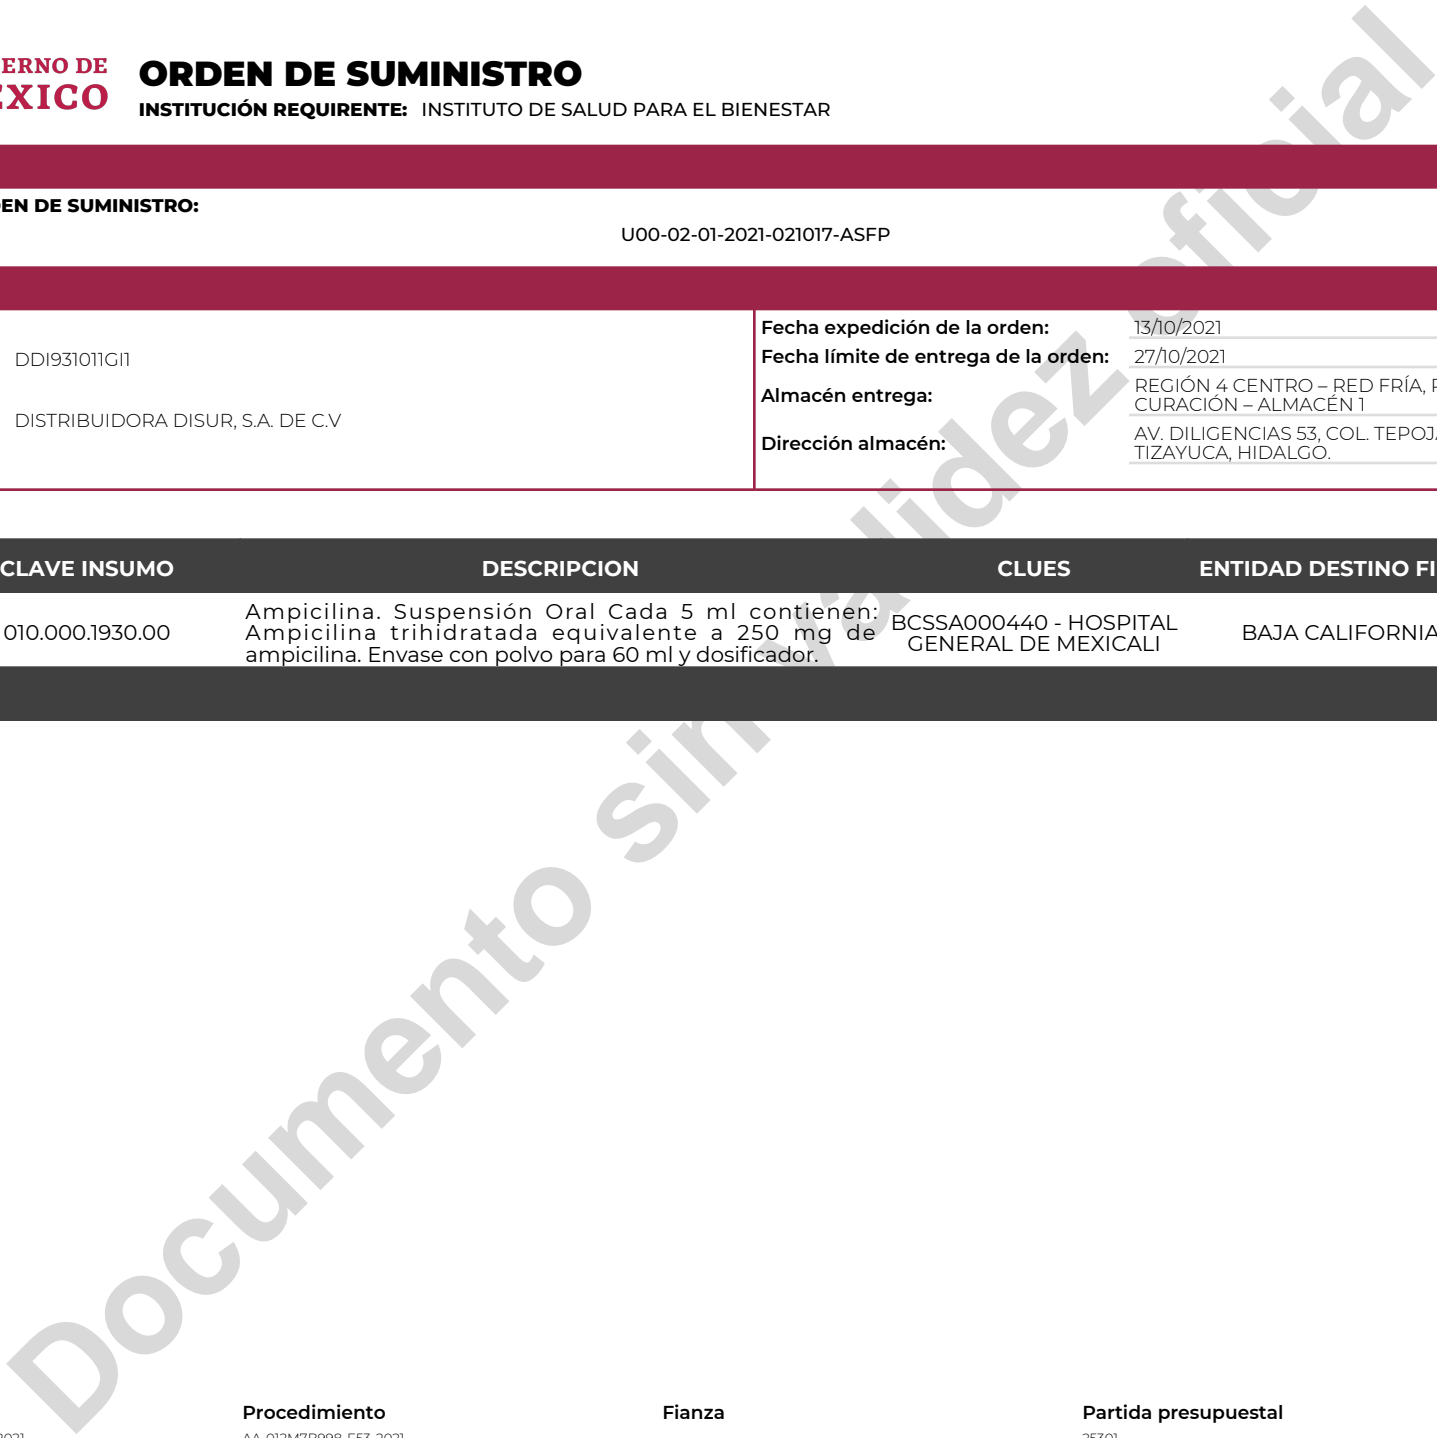 ERNO DE
ÉXICO
ORDEN DE SUMINISTRO
INSTITUCIÓN REQUIRENTE: INSTITUTO DE SALUD PARA EL BIENESTAR
EN DE SUMINISTRO:
U00-02-01-2021-021017-ASFP
DDI931011GI1
DISTRIBUIDORA DISUR, S.A. DE C.V
Fecha expedición de la orden: 13/10/2021
Fecha límite de entrega de la orden: 27/10/2021
Almacén entrega: REGIÓN 4 CENTRO – RED FRÍA,
CURACIÓN – ALMACÉN 1
Dirección almacén: AV. DILIGENCIAS 53, COL. TEPOJA
TIZAYUCA, HIDALGO.
CLAVE INSUMO DESCRIPCION CLUES ENTIDAD DESTINO FI
010.000.1930.00
Ampicilina. Suspensión Oral Cada 5 ml contienen:
Ampicilina trihidratada equivalente a 250 mg de
ampicilina. Envase con polvo para 60 ml y dosificador.
BCSSA000440 - HOSPITAL
GENERAL DE MEXICALI
BAJA CALIFORNIA
Documento sin validez oficial
Procedimiento Fianza Partida presupuestal